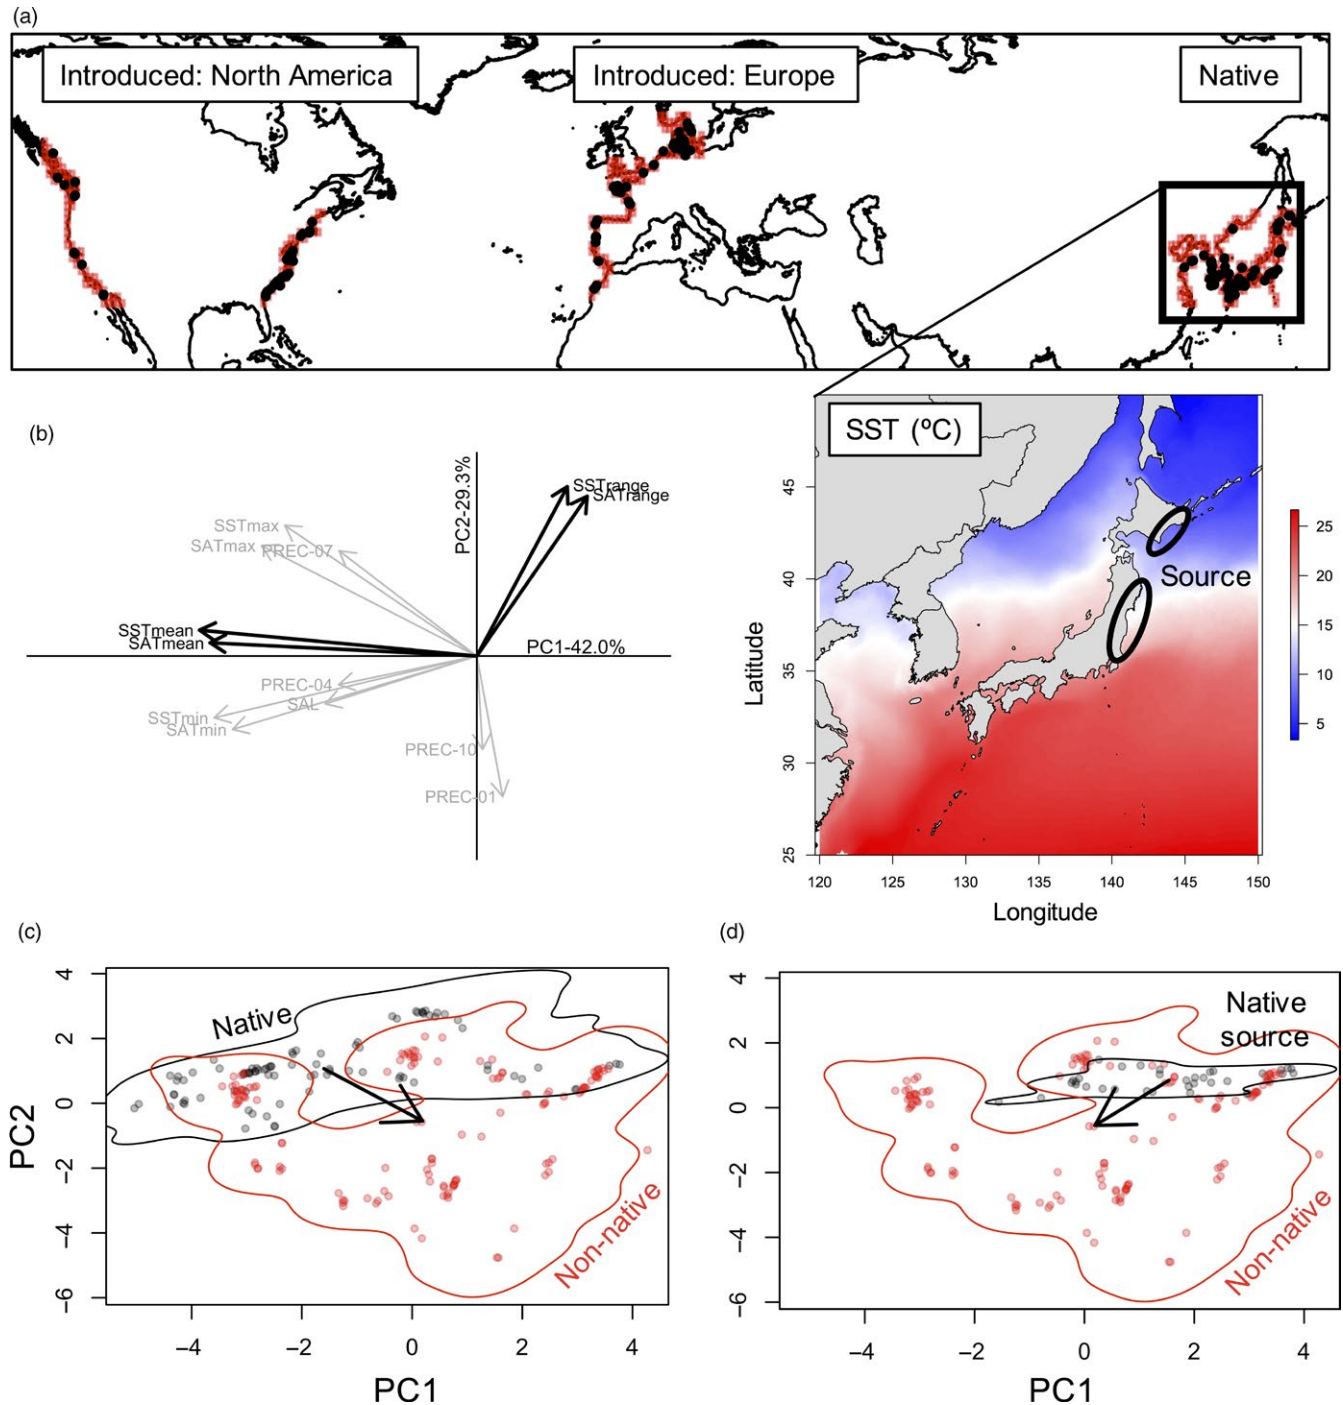 (a)
Introduced: North America
Introduced: Europe
Native
(b)
PC2-29.3%
SSTrange
SATrange
SSTmax
SATmax
PREC-07
SSTmean
SATmean
PC1-42.0%
PREC-04
SAL
SSTmin
SATmin
PREC-10
PREC-01
SST (ºC)
Source
Latitude
45
40
35
30
25
120
125
130
135
140
145
150
Longitude
25
20
15
10
5
(c)
Native
Non-native
PC2
4
2
0
−2
−4
−6
−4
−2
0
2
4
PC1
(d)
Native
source
Non-native
4
2
0
−2
−4
−6
−4
−2
0
2
4
PC1